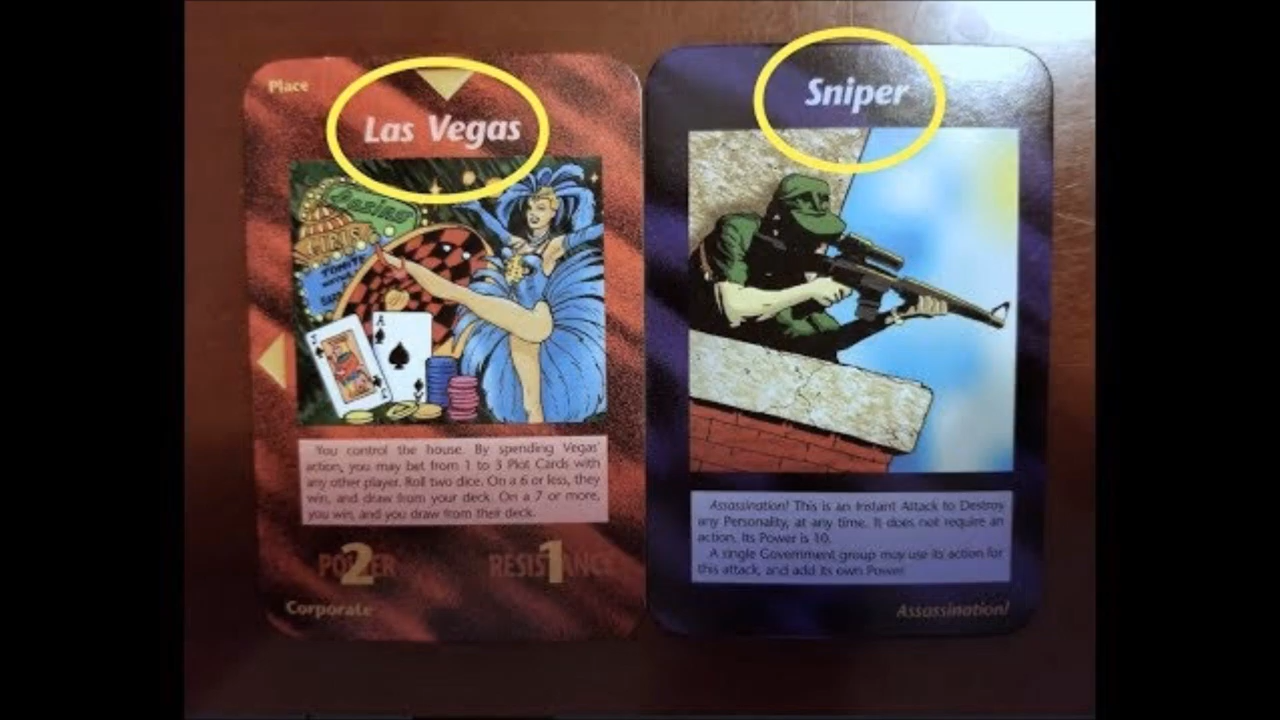 Place
Las Vegas
Casino
J
A
You control the house. By spending Vegas'
action, you may bet from 1 to 3 Plot Cards with
any other player. Roll two dice. On a 6 or less, they
win, and draw from your deck. On a 7 or more,
you win, and you draw from their deck.
POWER 2
RESISTANCE 1
Corporate
Sniper
Assassination! This is an Instant Attack to Destroy
any Personality, at any time. It does not require an
action. Its Power is 10.
A single Government group may use its action for
this attack, and add its own Power.
Assassination!